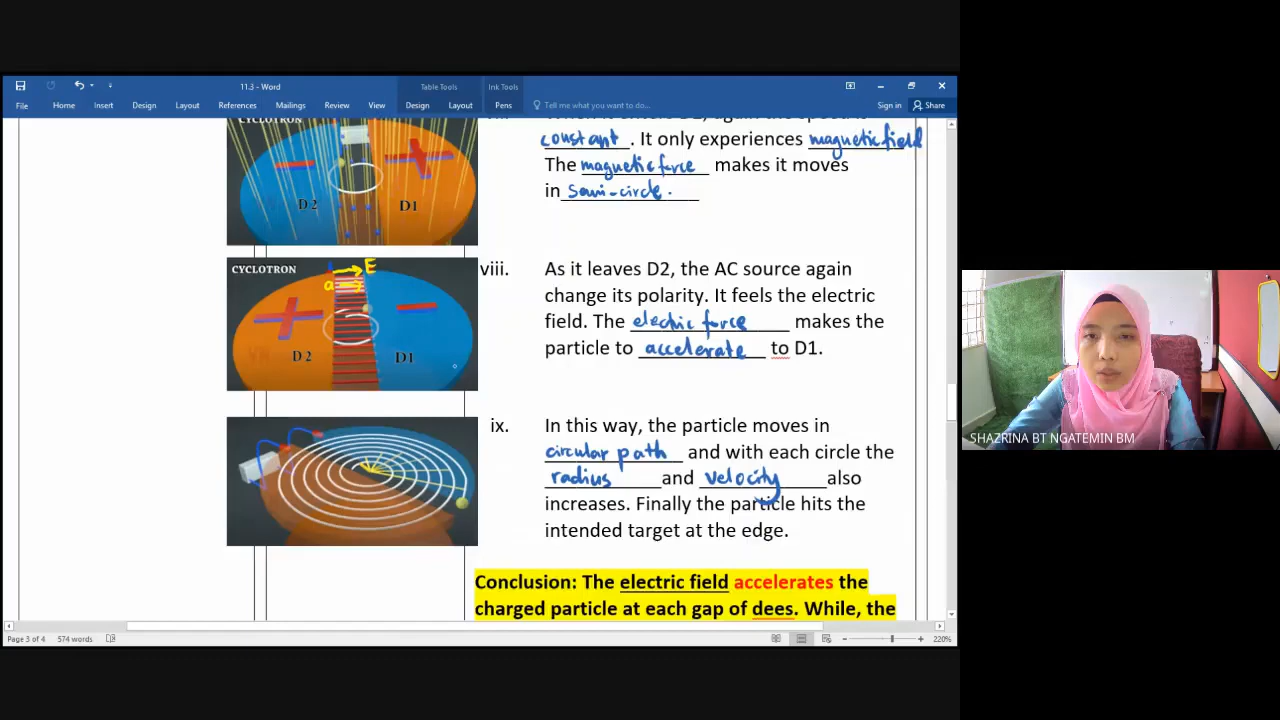 11.3 - Word
Table Tools
Ink Tools
File Home Insert Design Layout References Mailings Review View Design Layout Pens Tell me what you want to do... Sign in Share
CYCLOTRON
D2 D1
constant. It only experiences magnetic field
The magnetic force makes it moves
in semi-circle.
CYCLOTRON
E
a
D2 D1
viii. As it leaves D2, the AC source again
change its polarity. It feels the electric
field. The electric force makes the
particle to accelerate to D1.
ix. In this way, the particle moves in
circular path and with each circle the
radius and velocity also
increases. Finally the particle hits the
intended target at the edge.
Conclusion: The electric field accelerates the
charged particle at each gap of dees. While, the
Page 3 of 4 574 words 220%
SHAZRINA BT NGATEMIN BM